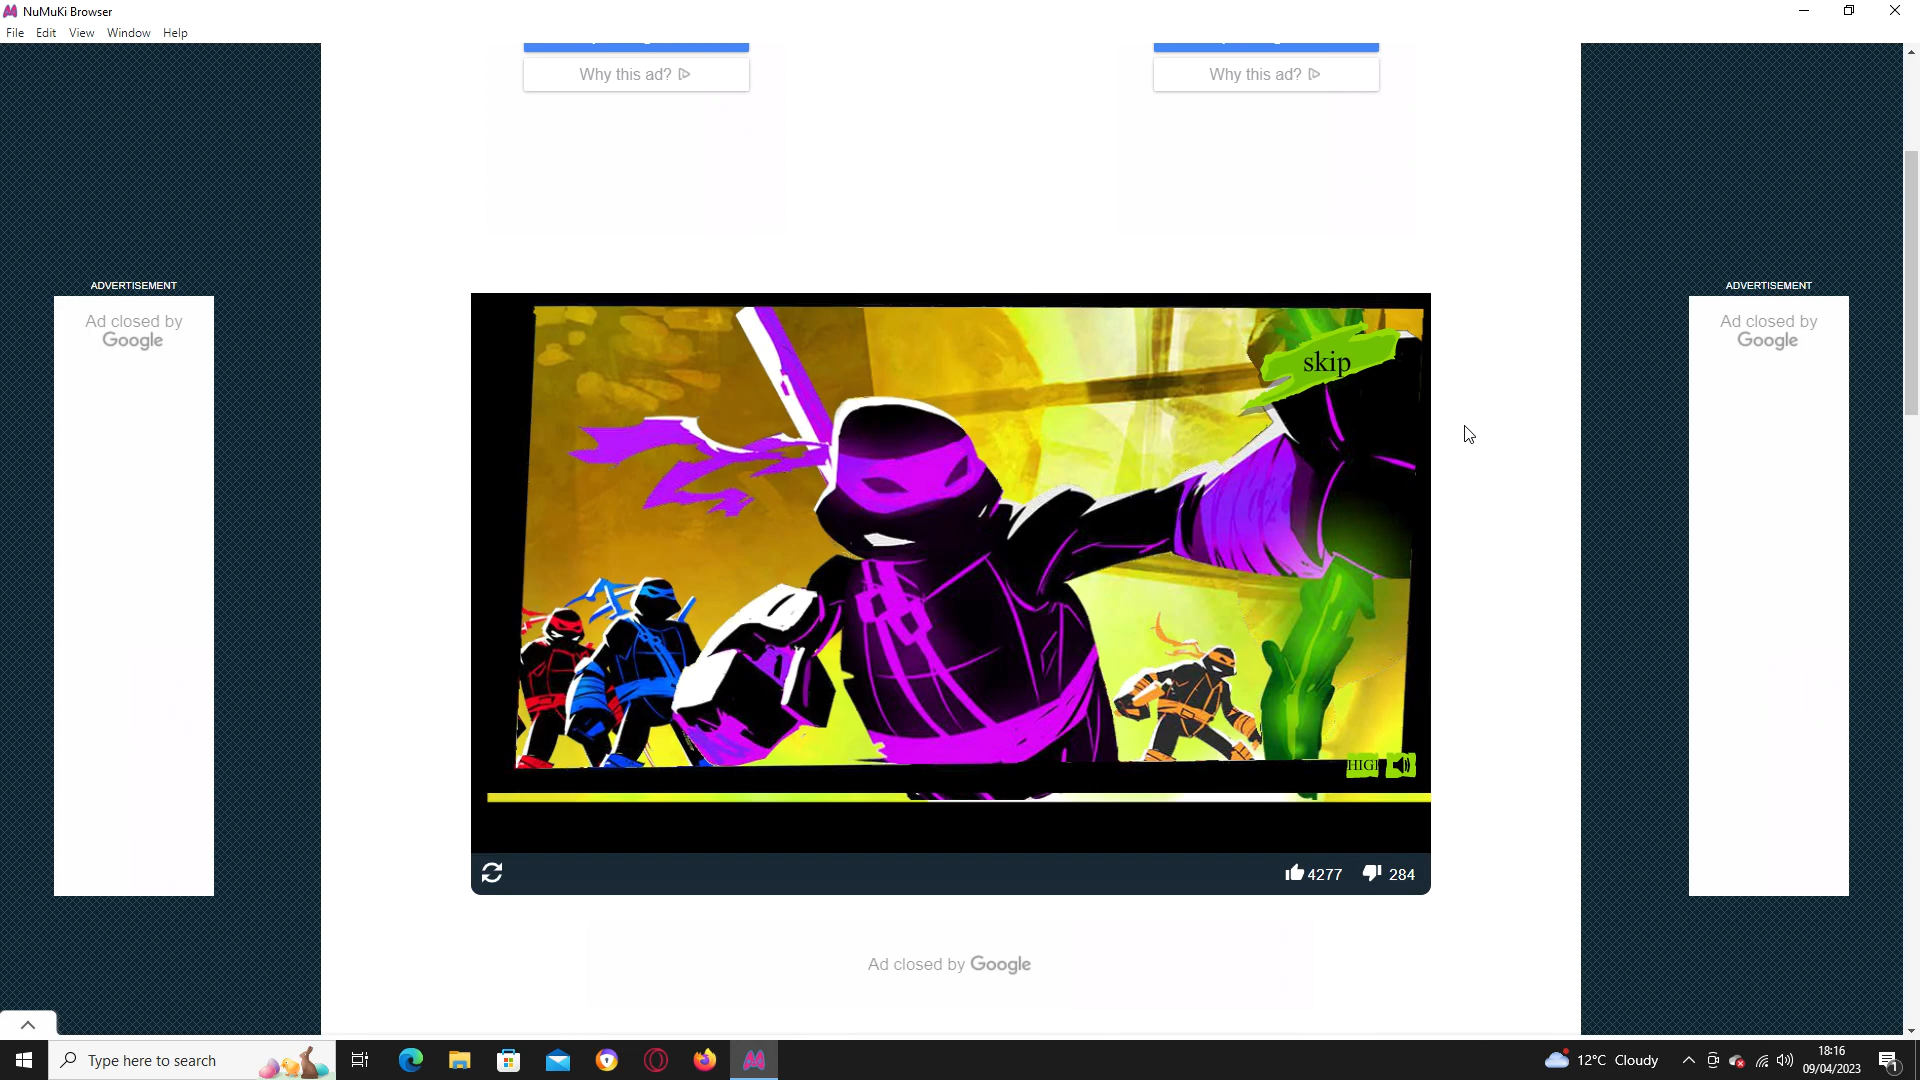 NuMuKi Browser
File Edit View Window Help
Why this ad?
Why this ad?
ADVERTISEMENT
Ad closed by
Google
ADVERTISEMENT
Ad closed by
Google
skip
HIGH
4277
284
Ad closed by Google
Type here to search
12°C Cloudy
18:16
09/04/2023
1